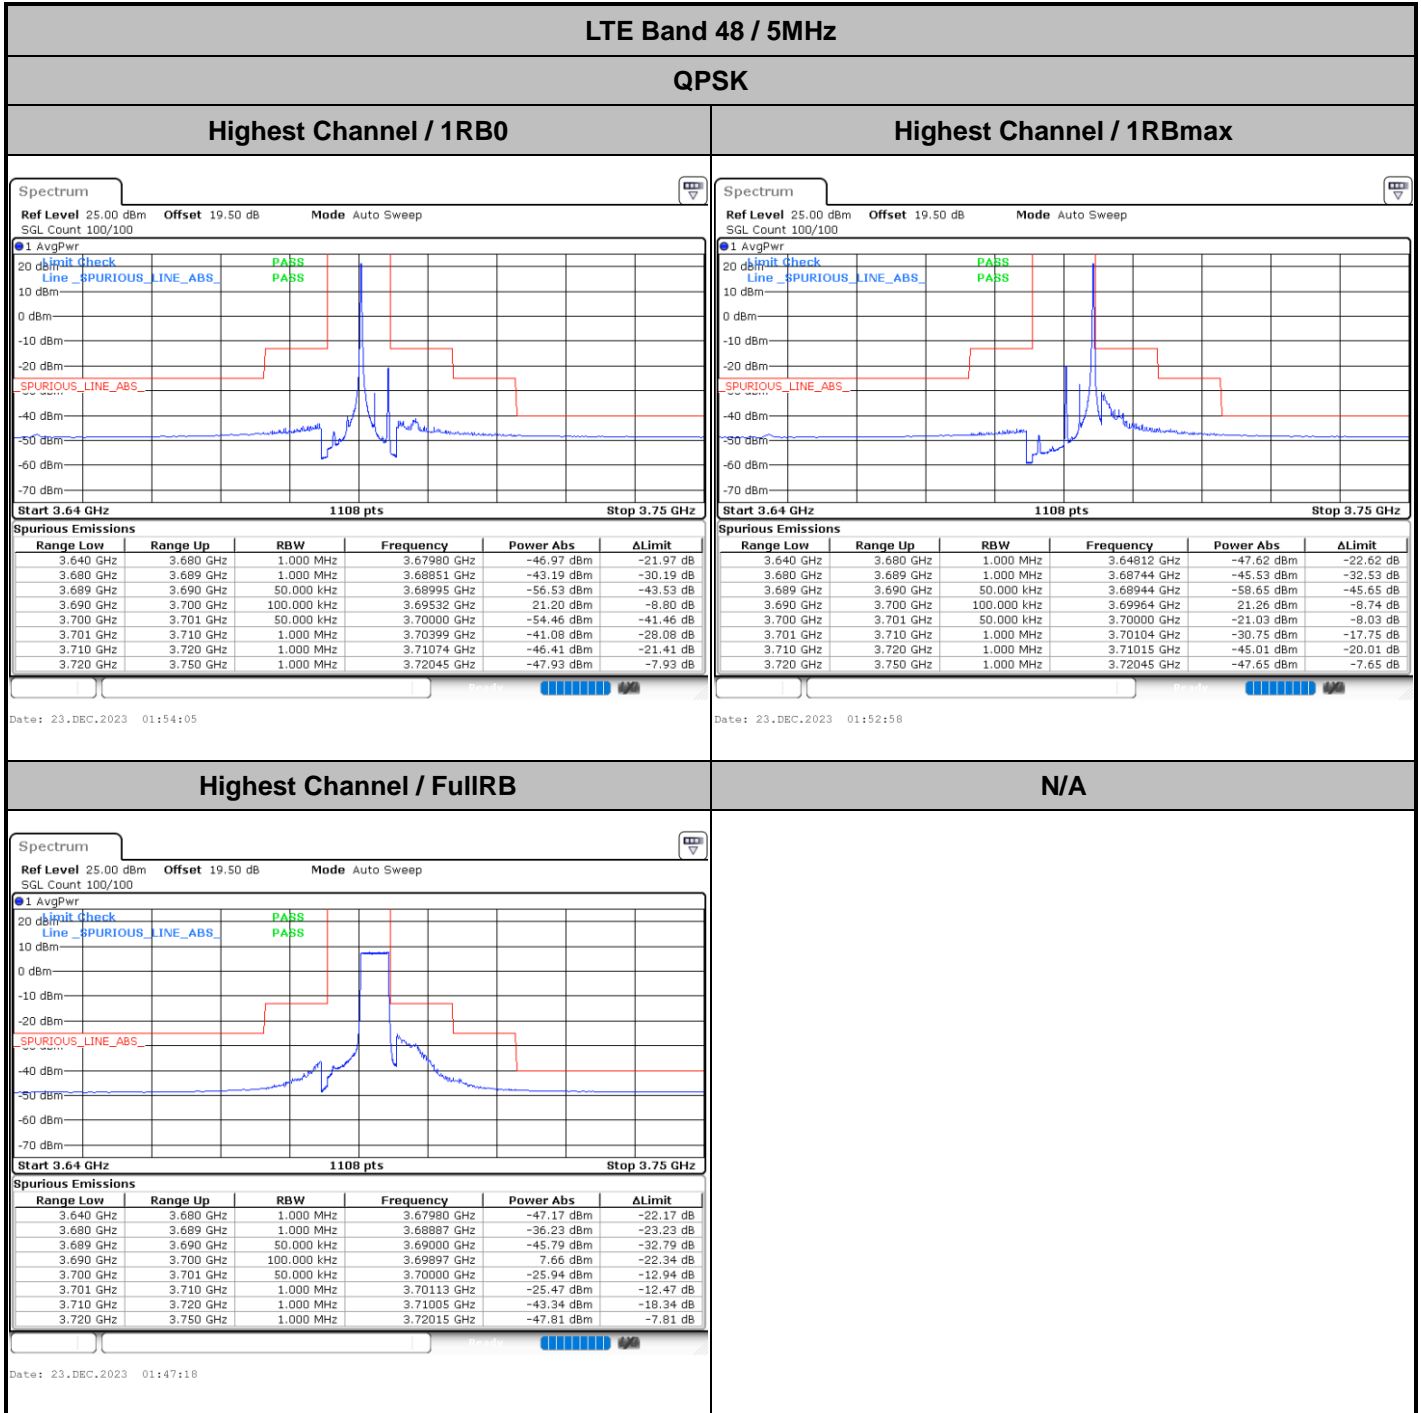 LTE Band 48 / 5MHz
QPSK
Highest Channel / 1RB0
Highest Channel / 1RBmax
Spectrum
Ref Level 25.00 dBm Offset 19.50 dB Mode Auto Sweep
SGL Count 100/100
1 AvgPwr
Limit Check PASS
Line _SPURIOUS_LINE_ABS_ PASS
20 dBm
10 dBm
0 dBm
-10 dBm
-20 dBm
_SPURIOUS_LINE_ABS_
-40 dBm
-50 dBm
-60 dBm
-70 dBm
Start 3.64 GHz 1108 pts Stop 3.75 GHz
Spurious Emissions
Range Low Range Up RBW Frequency Power Abs ΔLimit
3.640 GHz 3.680 GHz 1.000 MHz 3.67980 GHz -46.97 dBm -21.97 dB
3.680 GHz 3.689 GHz 1.000 MHz 3.68851 GHz -43.19 dBm -30.19 dB
3.689 GHz 3.690 GHz 50.000 kHz 3.68995 GHz -56.53 dBm -43.53 dB
3.690 GHz 3.700 GHz 100.000 kHz 3.69532 GHz 21.20 dBm -8.80 dB
3.700 GHz 3.701 GHz 50.000 kHz 3.70000 GHz -54.46 dBm -41.46 dB
3.701 GHz 3.710 GHz 1.000 MHz 3.70399 GHz -41.08 dBm -28.08 dB
3.710 GHz 3.720 GHz 1.000 MHz 3.71074 GHz -46.41 dBm -21.41 dB
3.720 GHz 3.750 GHz 1.000 MHz 3.72045 GHz -47.93 dBm -7.93 dB
Ready
Date: 23.DEC.2023 01:54:05
Spectrum
Ref Level 25.00 dBm Offset 19.50 dB Mode Auto Sweep
SGL Count 100/100
1 AvgPwr
Limit Check PASS
Line _SPURIOUS_LINE_ABS_ PASS
20 dBm
10 dBm
0 dBm
-10 dBm
-20 dBm
_SPURIOUS_LINE_ABS_
-40 dBm
-50 dBm
-60 dBm
-70 dBm
Start 3.64 GHz 1108 pts Stop 3.75 GHz
Spurious Emissions
Range Low Range Up RBW Frequency Power Abs ΔLimit
3.640 GHz 3.680 GHz 1.000 MHz 3.64812 GHz -47.62 dBm -22.62 dB
3.680 GHz 3.689 GHz 1.000 MHz 3.68744 GHz -45.53 dBm -32.53 dB
3.689 GHz 3.690 GHz 50.000 kHz 3.68944 GHz -58.65 dBm -45.65 dB
3.690 GHz 3.700 GHz 100.000 kHz 3.69964 GHz 21.26 dBm -8.74 dB
3.700 GHz 3.701 GHz 50.000 kHz 3.70000 GHz -21.03 dBm -8.03 dB
3.701 GHz 3.710 GHz 1.000 MHz 3.70104 GHz -30.75 dBm -17.75 dB
3.710 GHz 3.720 GHz 1.000 MHz 3.71015 GHz -45.01 dBm -20.01 dB
3.720 GHz 3.750 GHz 1.000 MHz 3.72045 GHz -47.65 dBm -7.65 dB
Ready
Date: 23.DEC.2023 01:52:58
Highest Channel / FullRB
N/A
Spectrum
Ref Level 25.00 dBm Offset 19.50 dB Mode Auto Sweep
SGL Count 100/100
1 AvgPwr
Limit Check PASS
Line _SPURIOUS_LINE_ABS_ PASS
20 dBm
10 dBm
0 dBm
-10 dBm
-20 dBm
_SPURIOUS_LINE_ABS_
-40 dBm
-50 dBm
-60 dBm
-70 dBm
Start 3.64 GHz 1108 pts Stop 3.75 GHz
Spurious Emissions
Range Low Range Up RBW Frequency Power Abs ΔLimit
3.640 GHz 3.680 GHz 1.000 MHz 3.67980 GHz -47.17 dBm -22.17 dB
3.680 GHz 3.689 GHz 1.000 MHz 3.68887 GHz -36.23 dBm -23.23 dB
3.689 GHz 3.690 GHz 50.000 kHz 3.69000 GHz -45.79 dBm -32.79 dB
3.690 GHz 3.700 GHz 100.000 kHz 3.69897 GHz 7.66 dBm -22.34 dB
3.700 GHz 3.701 GHz 50.000 kHz 3.70000 GHz -25.94 dBm -12.94 dB
3.701 GHz 3.710 GHz 1.000 MHz 3.70113 GHz -25.47 dBm -12.47 dB
3.710 GHz 3.720 GHz 1.000 MHz 3.71005 GHz -43.34 dBm -18.34 dB
3.720 GHz 3.750 GHz 1.000 MHz 3.72015 GHz -47.81 dBm -7.81 dB
Ready
Date: 23.DEC.2023 01:47:18